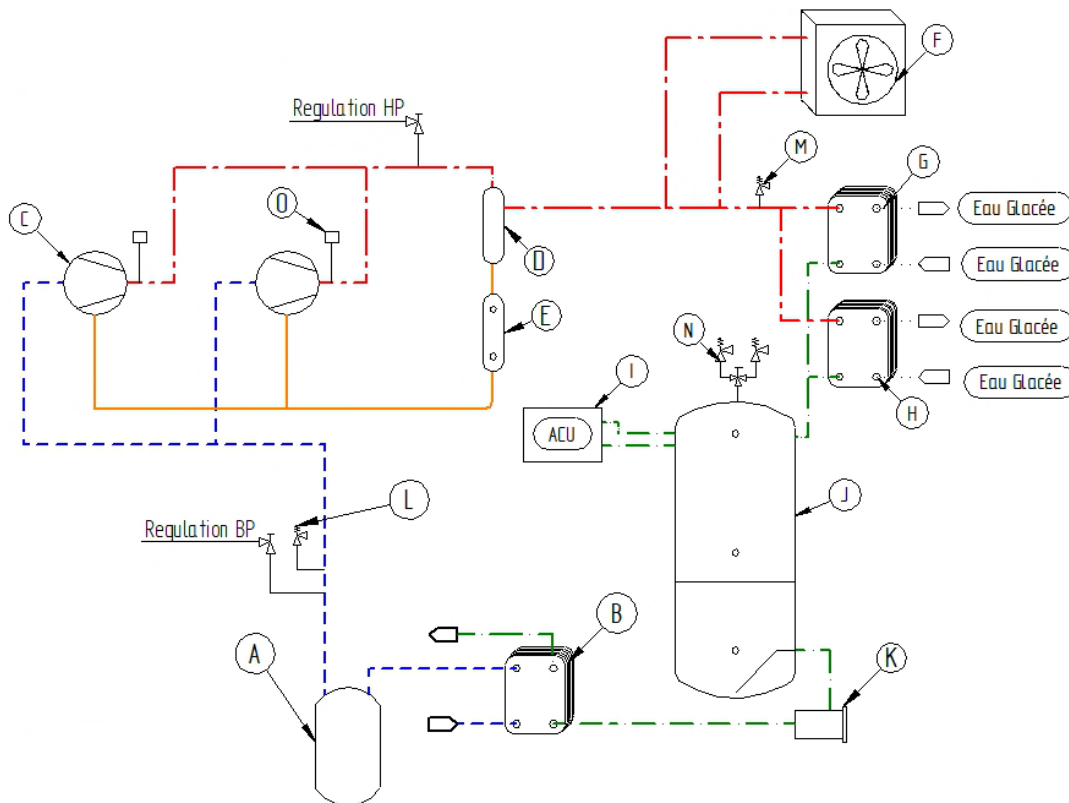 F
Regulation HP
M
G
O
C
Eau Glacée
D
Eau Glacée
E
Eau Glacée
N
I
Eau Glacée
H
ACU
J
L
Regulation BP
B
A
K